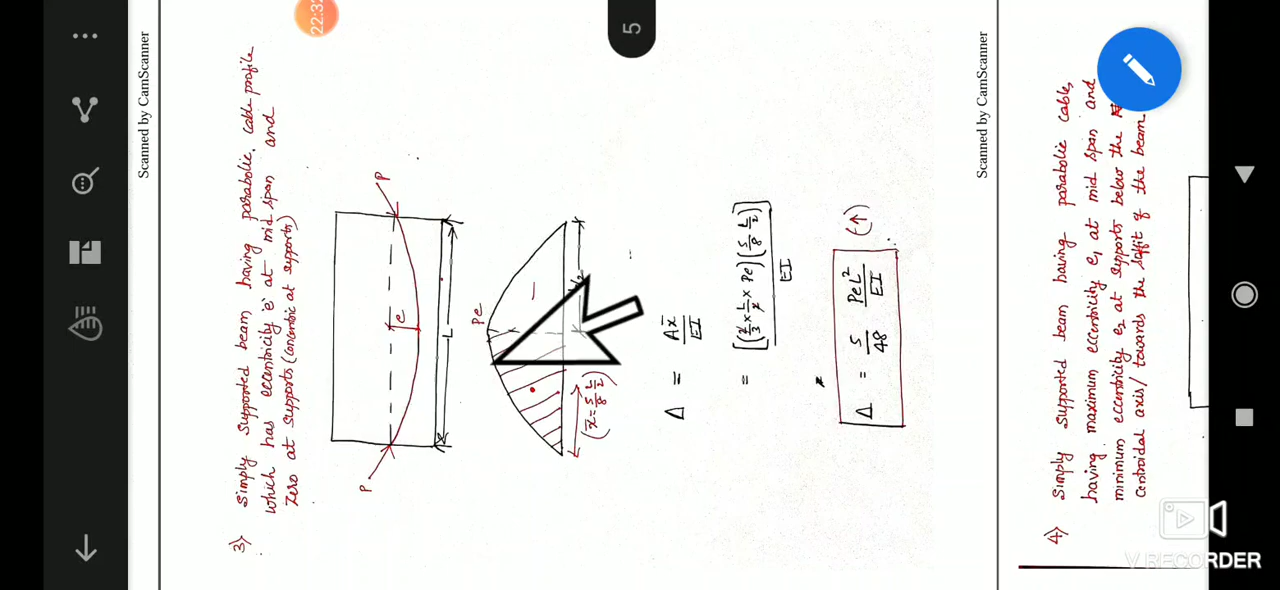 22:32
5
Scanned by CamScanner
3) Simply supported beam having parabolic cable profile
which has eccentricity 'e' at mid span and
zero at supports (concentric at supports)
P
P
e
L
Pe
L/2
(x̄ = 5/8 L/2)
Δ = Ax̄/EI
= [(2/3 × L/2 × Pe)(5/8 L/2)]/EI
Δ = 5/48 PeL²/EI (↑)
Scanned by CamScanner
4) Simply supported beam having parabolic cable,
having maximum eccentricity e₁ at mid span and
minimum eccentricity e₂ at supports below the
centroidal axis/ towards the soffit of the beam.
V RECORDER